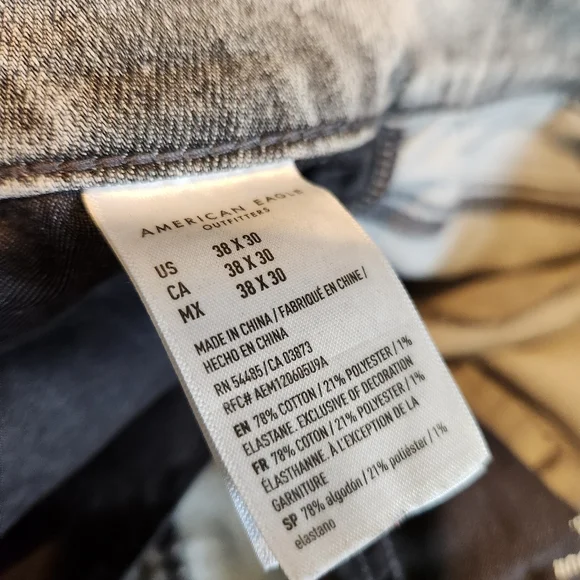 AMERICAN EAGLE
OUTFITTERS
US 38 X 30
CA 38 X 30
MX 38 X 30
MADE IN CHINA / FABRIQUÉ EN CHINE /
HECHO EN CHINA
RN 54485 / CA 03873
RFC# AEM120605U9A
EN 78% COTTON / 21% POLYESTER / 1%
ELASTANE. EXCLUSIVE OF DECORATION
FR 78% COTON / 21% POLYESTER / 1%
ÉLASTHANNE. À L'EXCEPTION DE LA
GARNITURE
SP 78% algodón / 21% poliéster / 1%
elastano